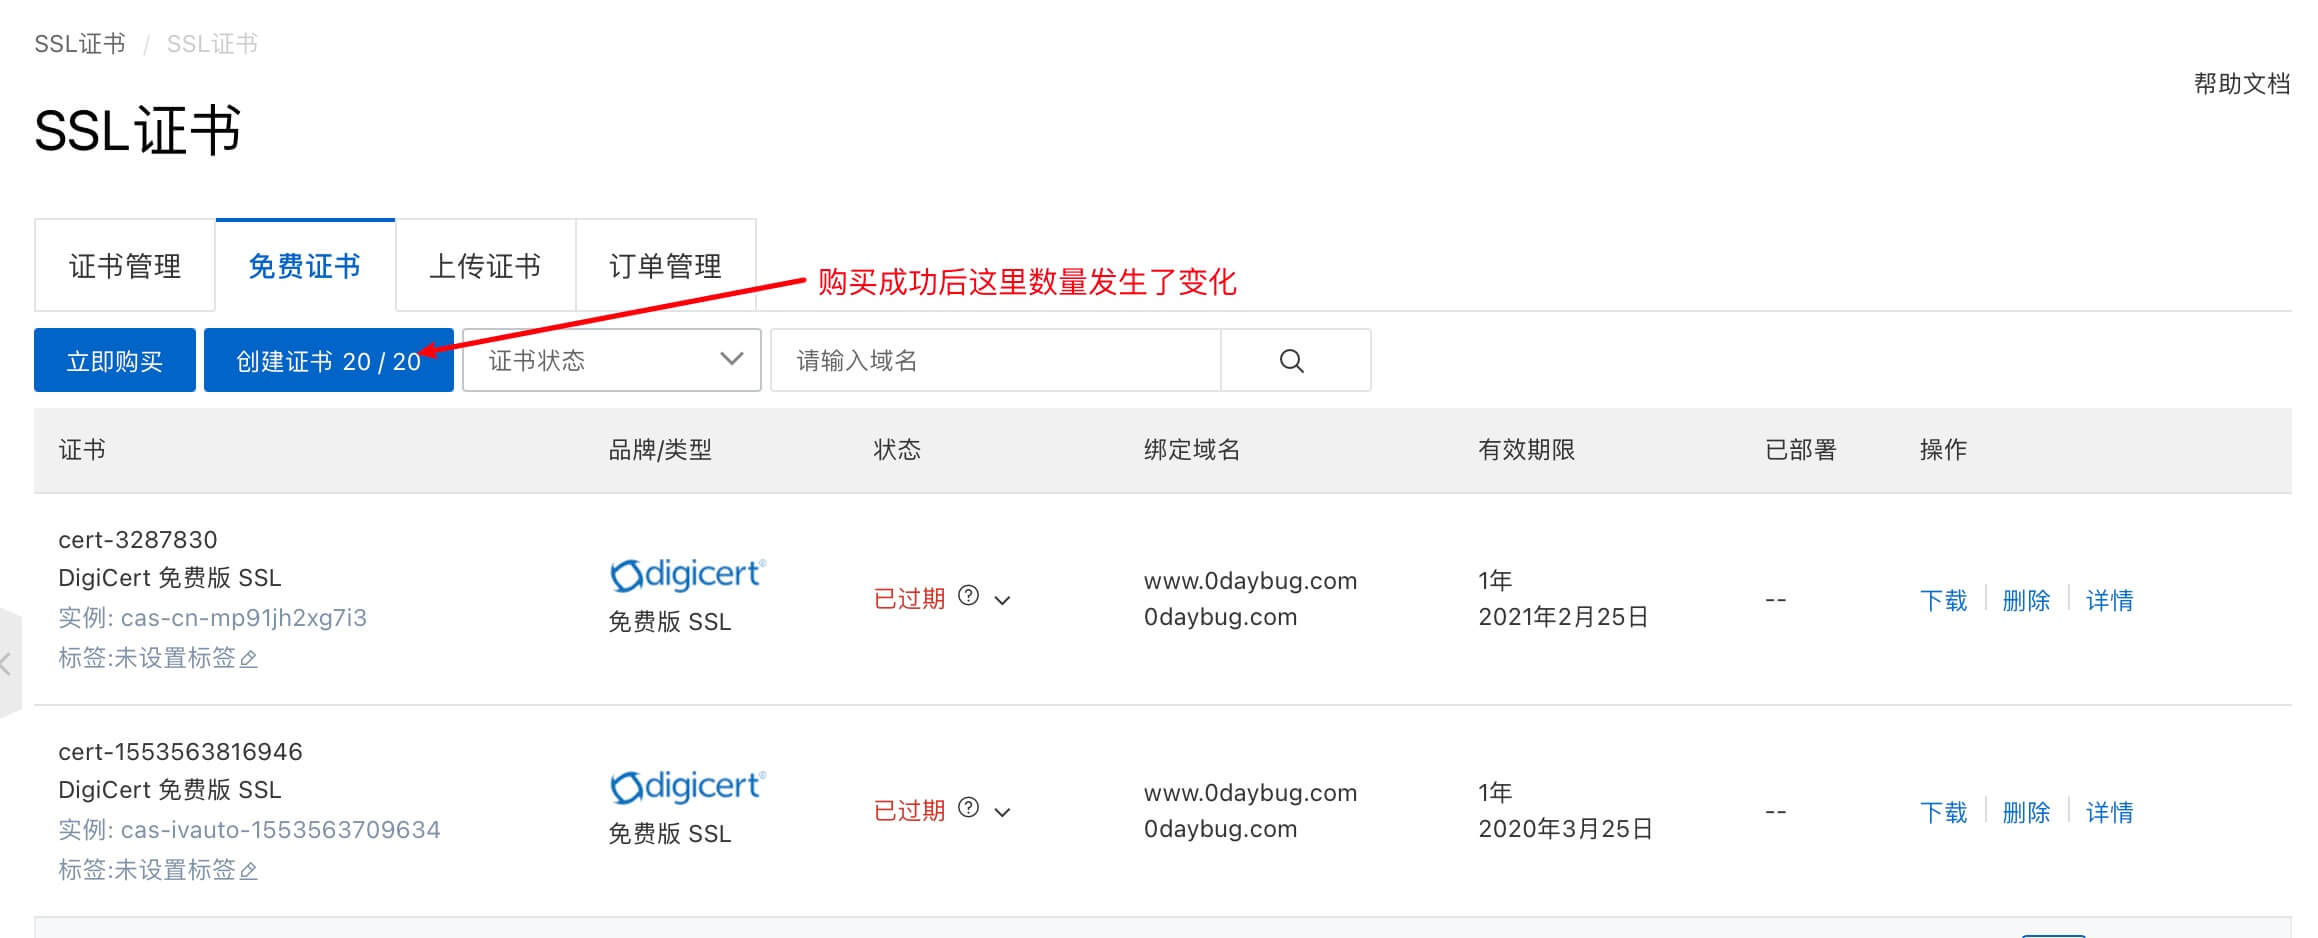 SSL证书 / SSL证书
帮助文档
SSL证书
证书管理 免费证书 上传证书 订单管理
购买成功后这里数量发生了变化
立即购买 创建证书 20 / 20 证书状态 请输入域名
证书 品牌/类型 状态 绑定域名 有效期限 已部署 操作
cert-3287830
DigiCert 免费版 SSL
实例: cas-cn-mp91jh2xg7i3
标签:未设置标签
digicert®
免费版 SSL
已过期
www.0daybug.com
0daybug.com
1年
2021年2月25日
--
下载 删除 详情
cert-1553563816946
DigiCert 免费版 SSL
实例: cas-ivauto-1553563709634
标签:未设置标签
digicert®
免费版 SSL
已过期
www.0daybug.com
0daybug.com
1年
2020年3月25日
--
下载 删除 详情